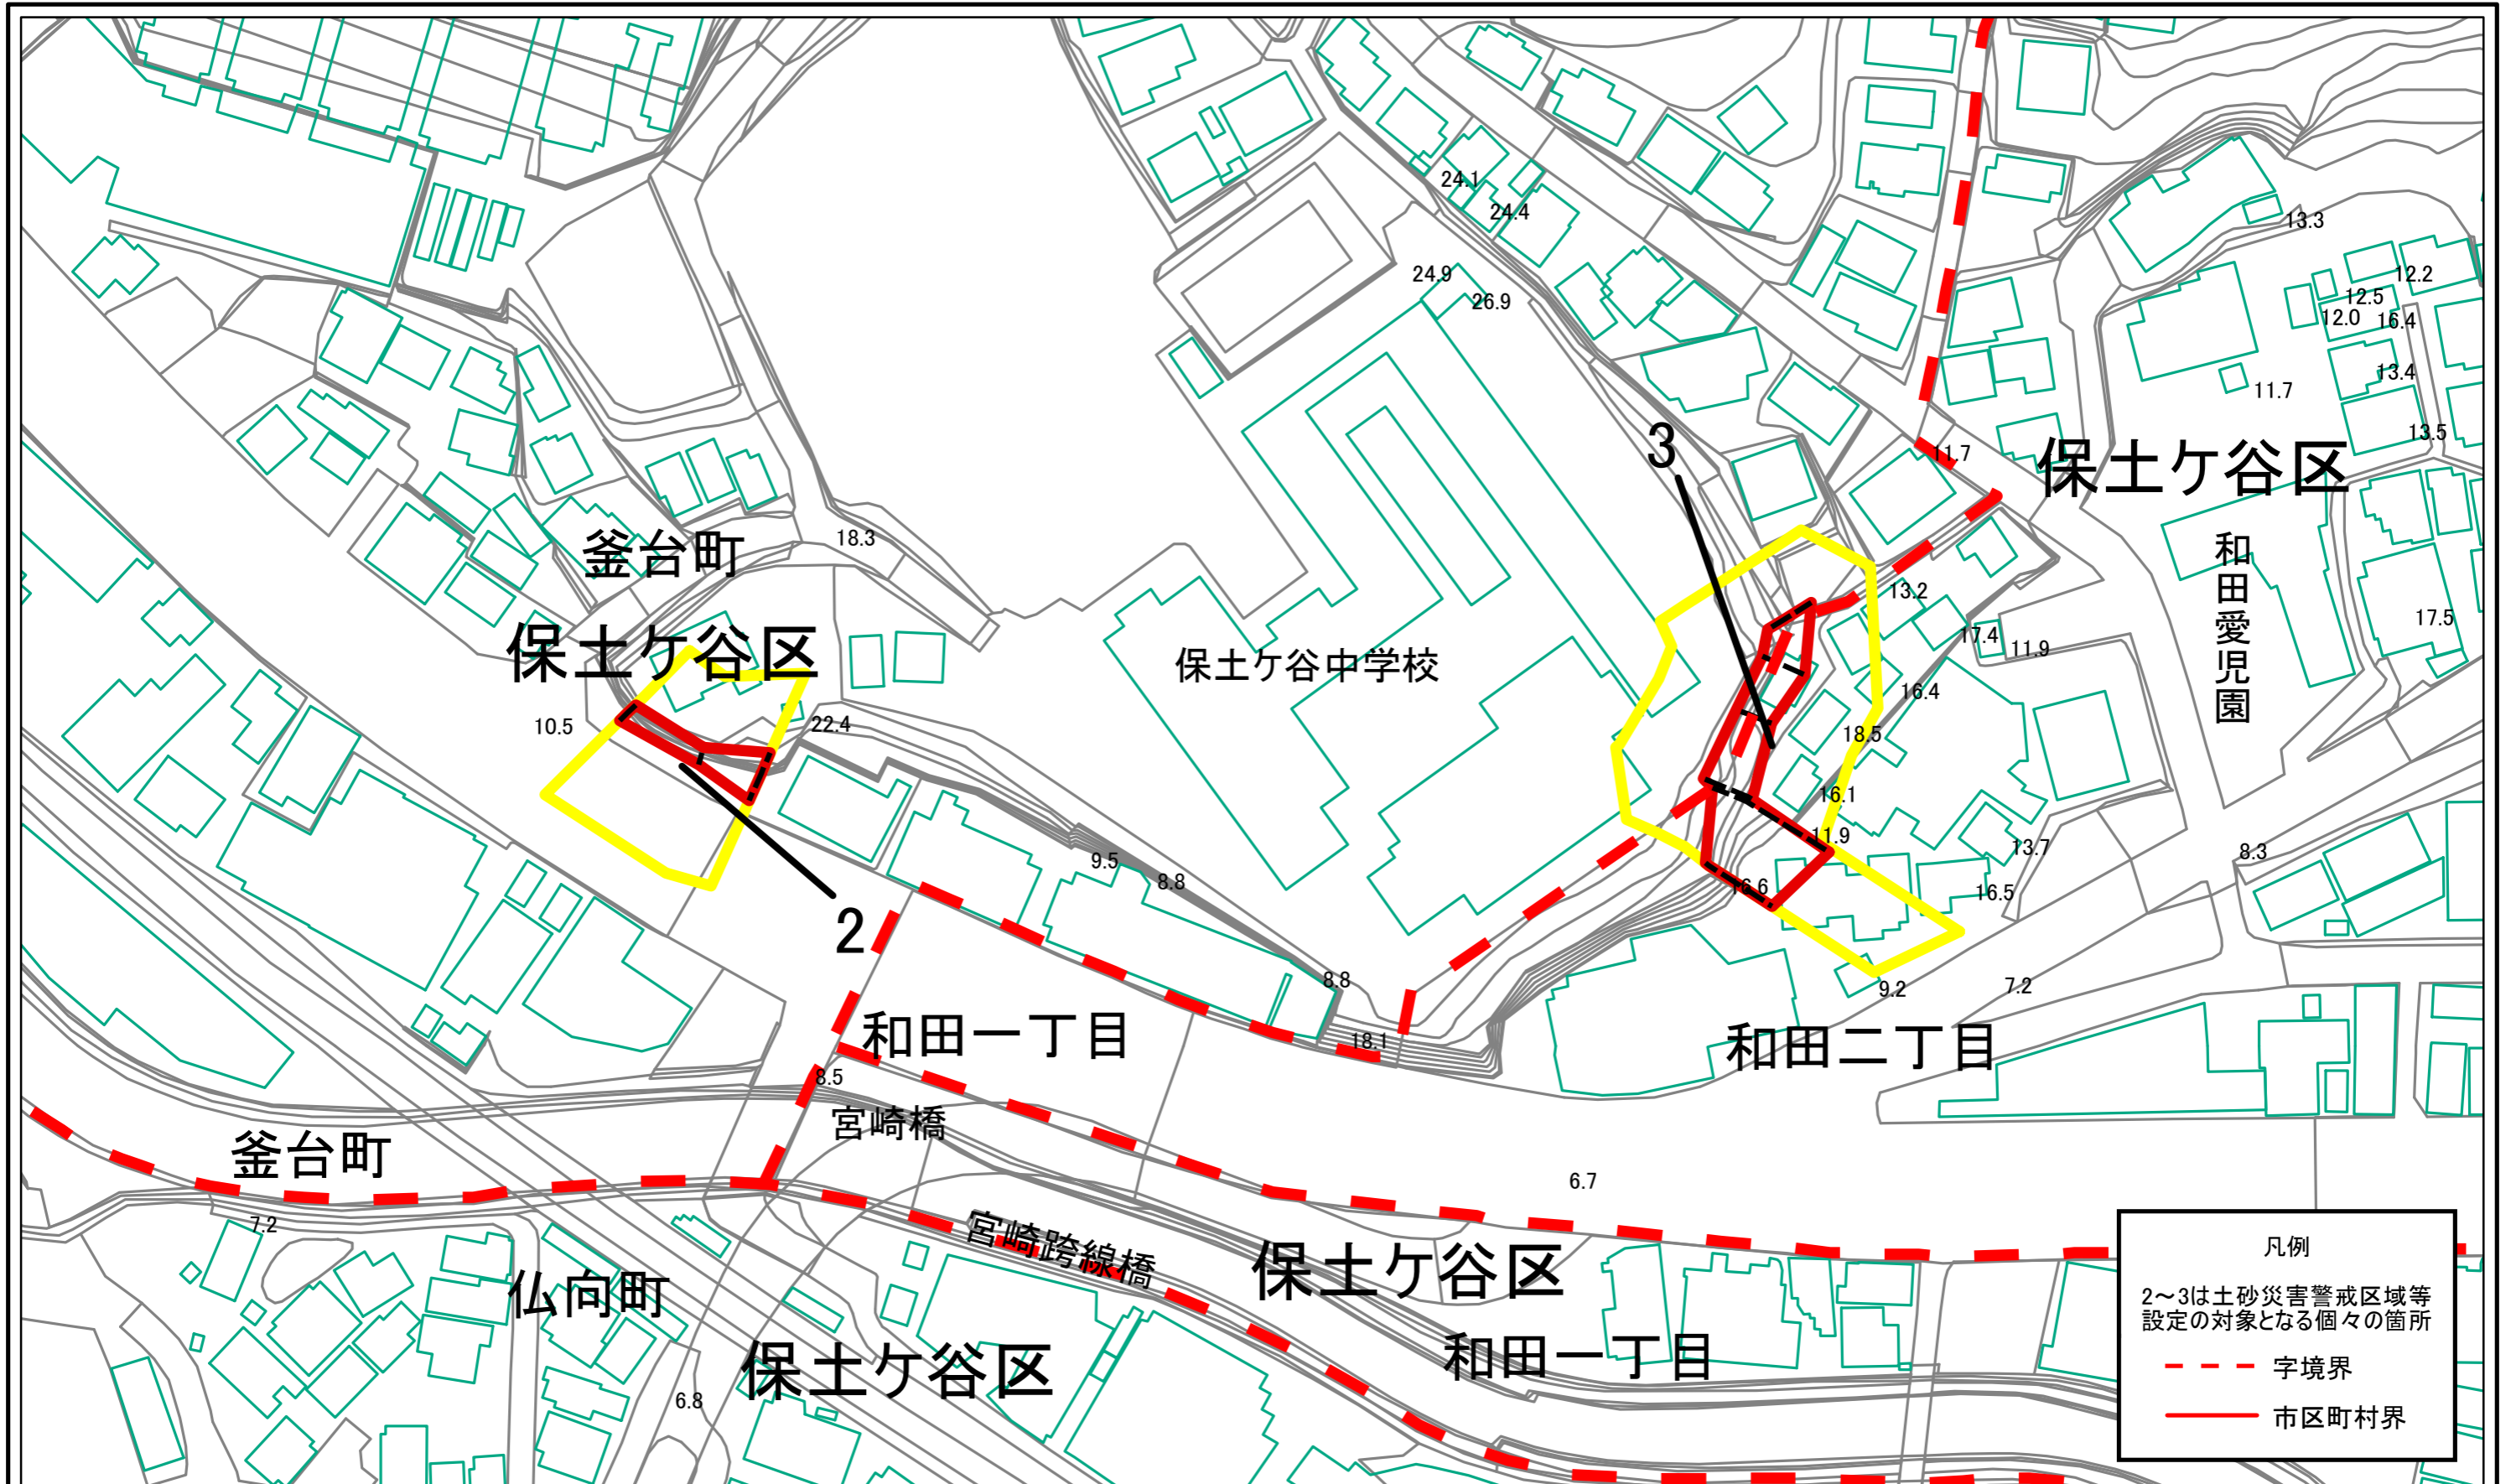 24.1
24.4
13.3
24.9
26.9
12.2
12.5
12.0
16.4
13.4
11.7
13.5
3
11.7
保土ケ谷区
釜台町
18.3
和田愛児園
13.2
17.5
保土ケ谷区
保土ケ谷中学校
17.4
11.9
16.4
10.5
22.4
18.5
16.1
11.9
13.7
9.5
8.8
8.3
16.6
16.5
2
8.8
9.2
7.2
和田一丁目
18.1
和田二丁目
8.5
宮崎橋
釜台町
6.7
7.2
宮崎跨線橋
保土ケ谷区
仏向町
和田一丁目
保土ケ谷区
6.8
凡例
2～3は土砂災害警戒区域等
設定の対象となる個々の箇所
字境界
市区町村界